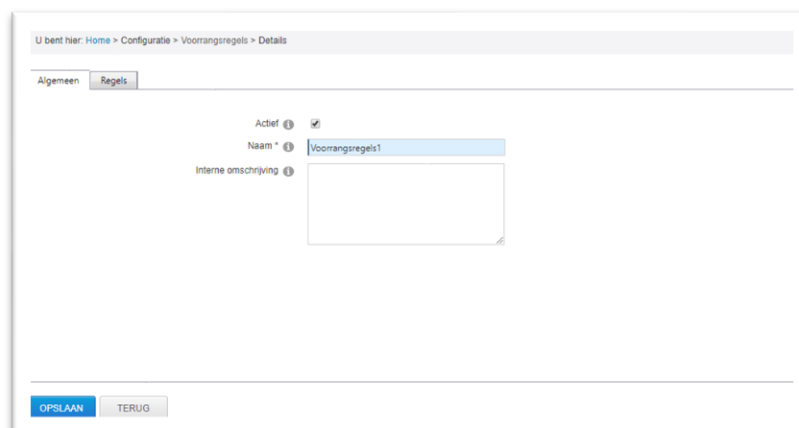 U bent hier: Home > Configuratie > Voorrangsregels > Details
Algemeen Regels
Actief
Naam * Voorrangsregels1
Interne omschrijving
OPSLAAN TERUG